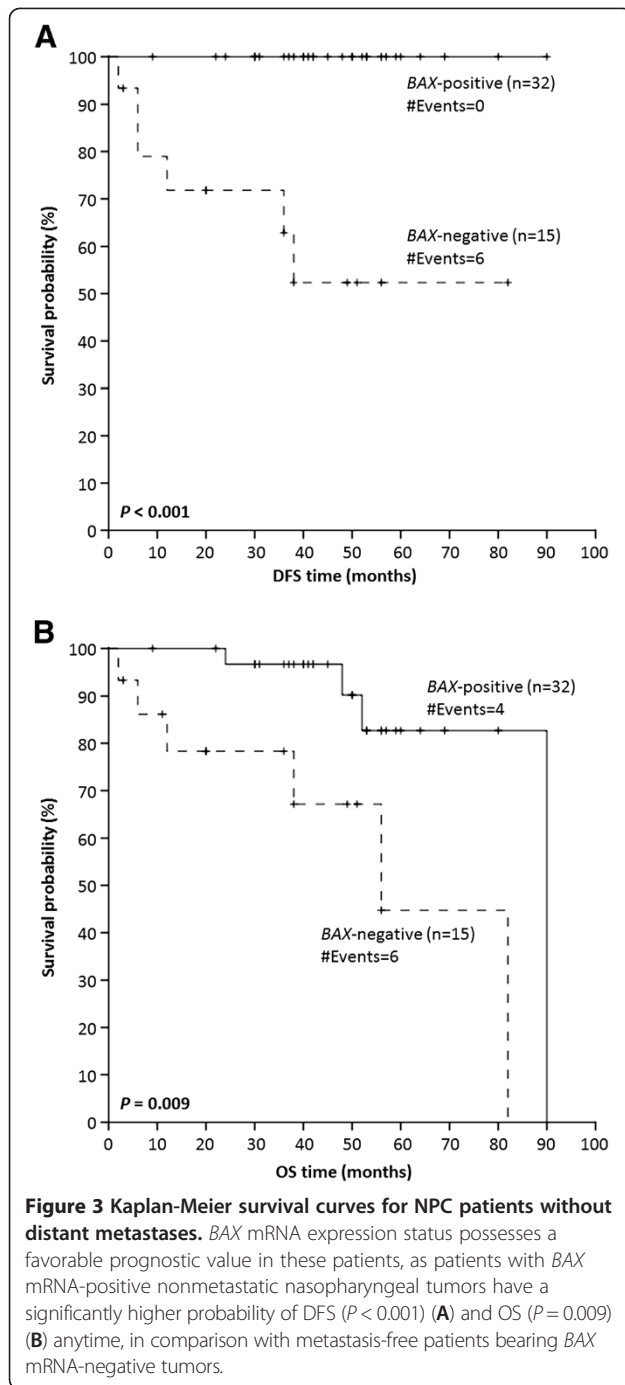 A
100
90
80
70
60
50
40
30
20
10
0
Survival probability (%)
BAX-positive (n=32)
#Events=0
BAX-negative (n=15)
#Events=6
P < 0.001
10 20 30 40 50 60 70 80 90 100
DFS time (months)
B
100
90
80
70
60
50
40
30
20
10
0
Survival probability (%)
BAX-positive (n=32)
#Events=4
BAX-negative (n=15)
#Events=6
P = 0.009
0 10 20 30 40 50 60 70 80 90 100
OS time (months)
Figure 3 Kaplan-Meier survival curves for NPC patients without
distant metastases. BAX mRNA expression status possesses a
favorable prognostic value in these patients, as patients with BAX
mRNA-positive nonmetastatic nasopharyngeal tumors have a
significantly higher probability of DFS (P < 0.001) (A) and OS (P = 0.009)
(B) anytime, in comparison with metastasis-free patients bearing BAX
mRNA-negative tumors.